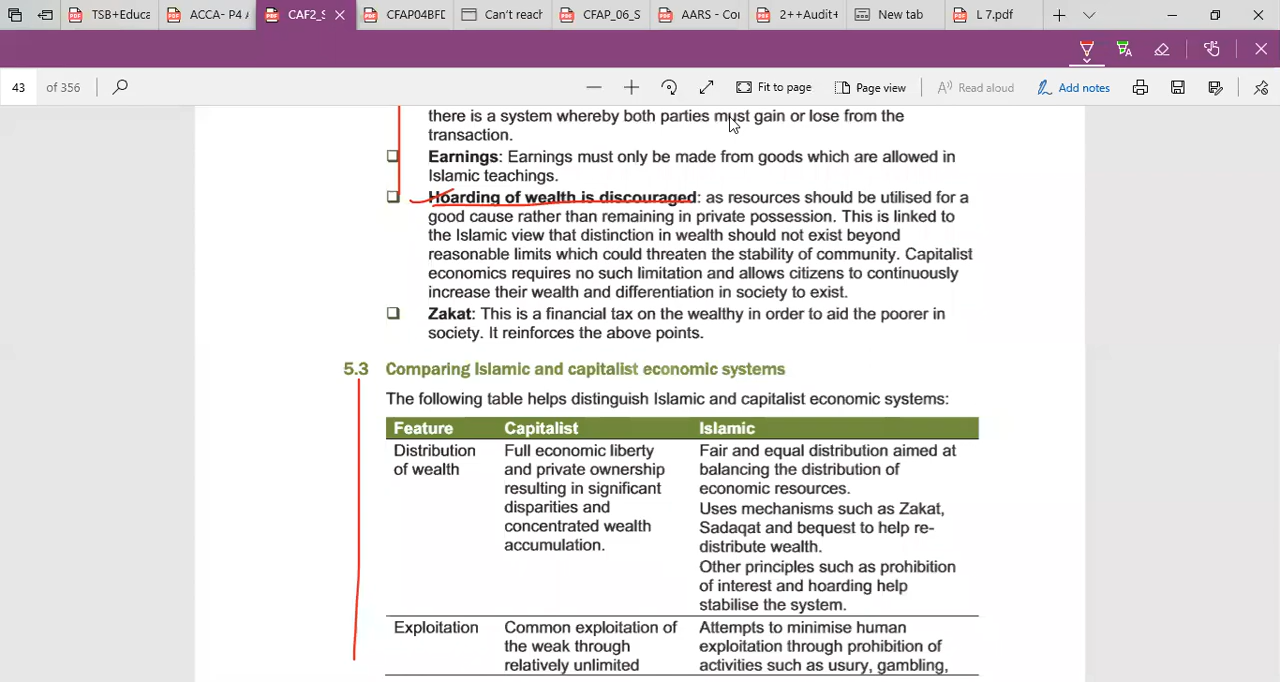 TSB+Educa
ACCA- P4 A
CAF2_S
CFAP04BFD
Can't reach
CFAP_06_S
AARS - Cor
2++Audit+
New tab
L 7.pdf
43 of 356
Fit to page
Page view
Read aloud
Add notes
there is a system whereby both parties must gain or lose from the
transaction.
Earnings: Earnings must only be made from goods which are allowed in
Islamic teachings.
Hoarding of wealth is discouraged: as resources should be utilised for a
good cause rather than remaining in private possession. This is linked to
the Islamic view that distinction in wealth should not exist beyond
reasonable limits which could threaten the stability of community. Capitalist
economics requires no such limitation and allows citizens to continuously
increase their wealth and differentiation in society to exist.
Zakat: This is a financial tax on the wealthy in order to aid the poorer in
society. It reinforces the above points.
5.3 Comparing Islamic and capitalist economic systems
The following table helps distinguish Islamic and capitalist economic systems:
Feature Capitalist Islamic
Distribution
of wealth
Full economic liberty
and private ownership
resulting in significant
disparities and
concentrated wealth
accumulation.
Fair and equal distribution aimed at
balancing the distribution of
economic resources.
Uses mechanisms such as Zakat,
Sadaqat and bequest to help re-
distribute wealth.
Other principles such as prohibition
of interest and hoarding help
stabilise the system.
Exploitation
Common exploitation of
the weak through
relatively unlimited
Attempts to minimise human
exploitation through prohibition of
activities such as usury, gambling,